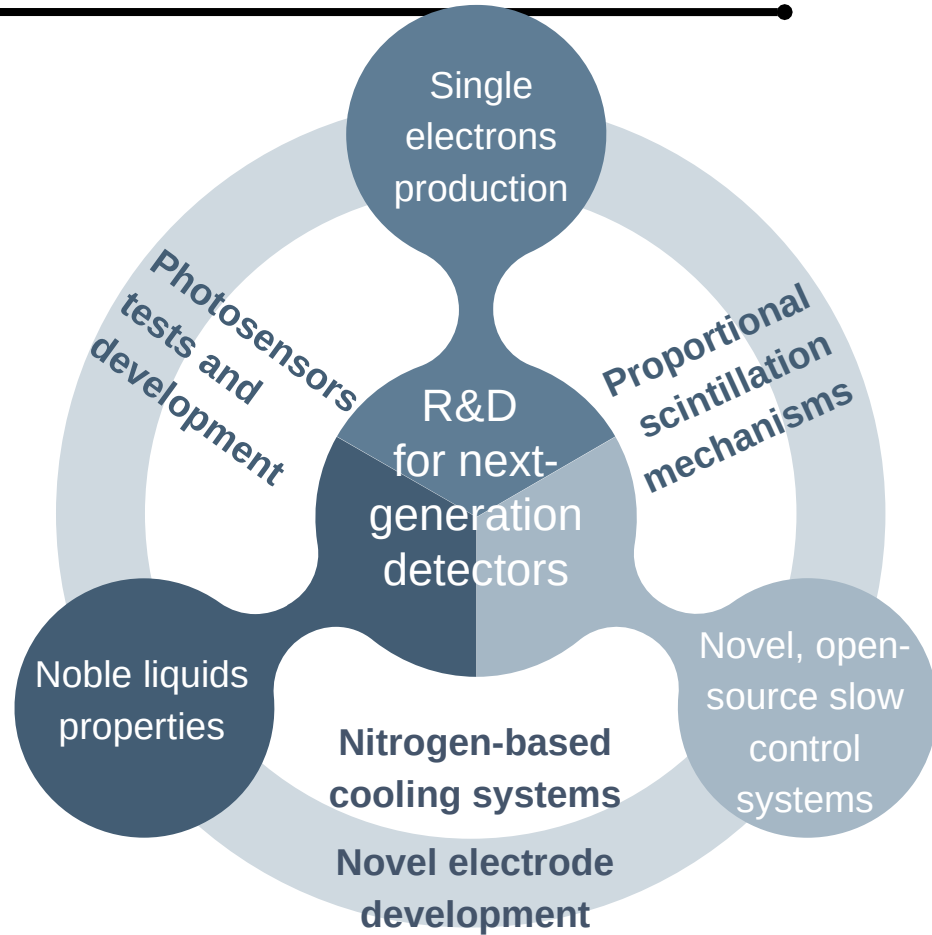 Single
electrons
production
Photosensors
tests and
development
Proportional
scintillation
mechanisms
R&D
for next-
generation
detectors
Noble liquids
properties
Novel, open-
source slow
control
systems
Nitrogen-based
cooling systems
Novel electrode
development